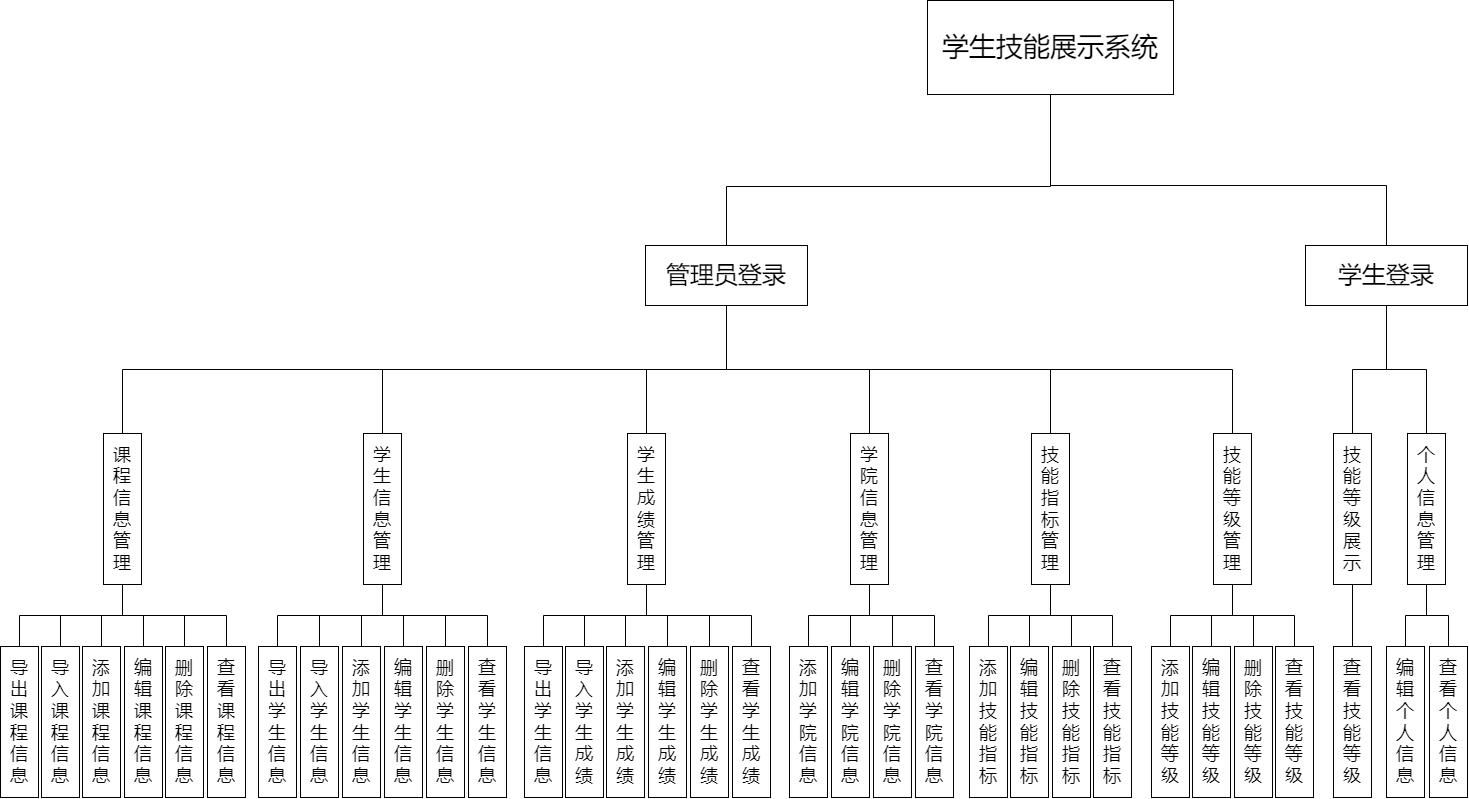 学生技能展示系统
管理员登录
学生登录
课程信息管理
学生信息管理
学生成绩管理
学院信息管理
技能指标管理
技能等级管理
技能等级展示
个人信息管理
导出课程信息
导入课程信息
添加课程信息
编辑课程信息
删除课程信息
查看课程信息
导出学生信息
导入学生信息
添加学生信息
编辑学生信息
删除学生信息
查看学生信息
导出学生信息
导入学生成绩
添加学生成绩
编辑学生成绩
删除学生成绩
查看学生成绩
添加学院信息
编辑学院信息
删除学院信息
查看学院信息
添加技能指标
编辑技能指标
删除技能指标
查看技能指标
添加技能等级
编辑技能等级
删除技能等级
查看技能等级
查看技能等级
编辑个人信息
查看个人信息